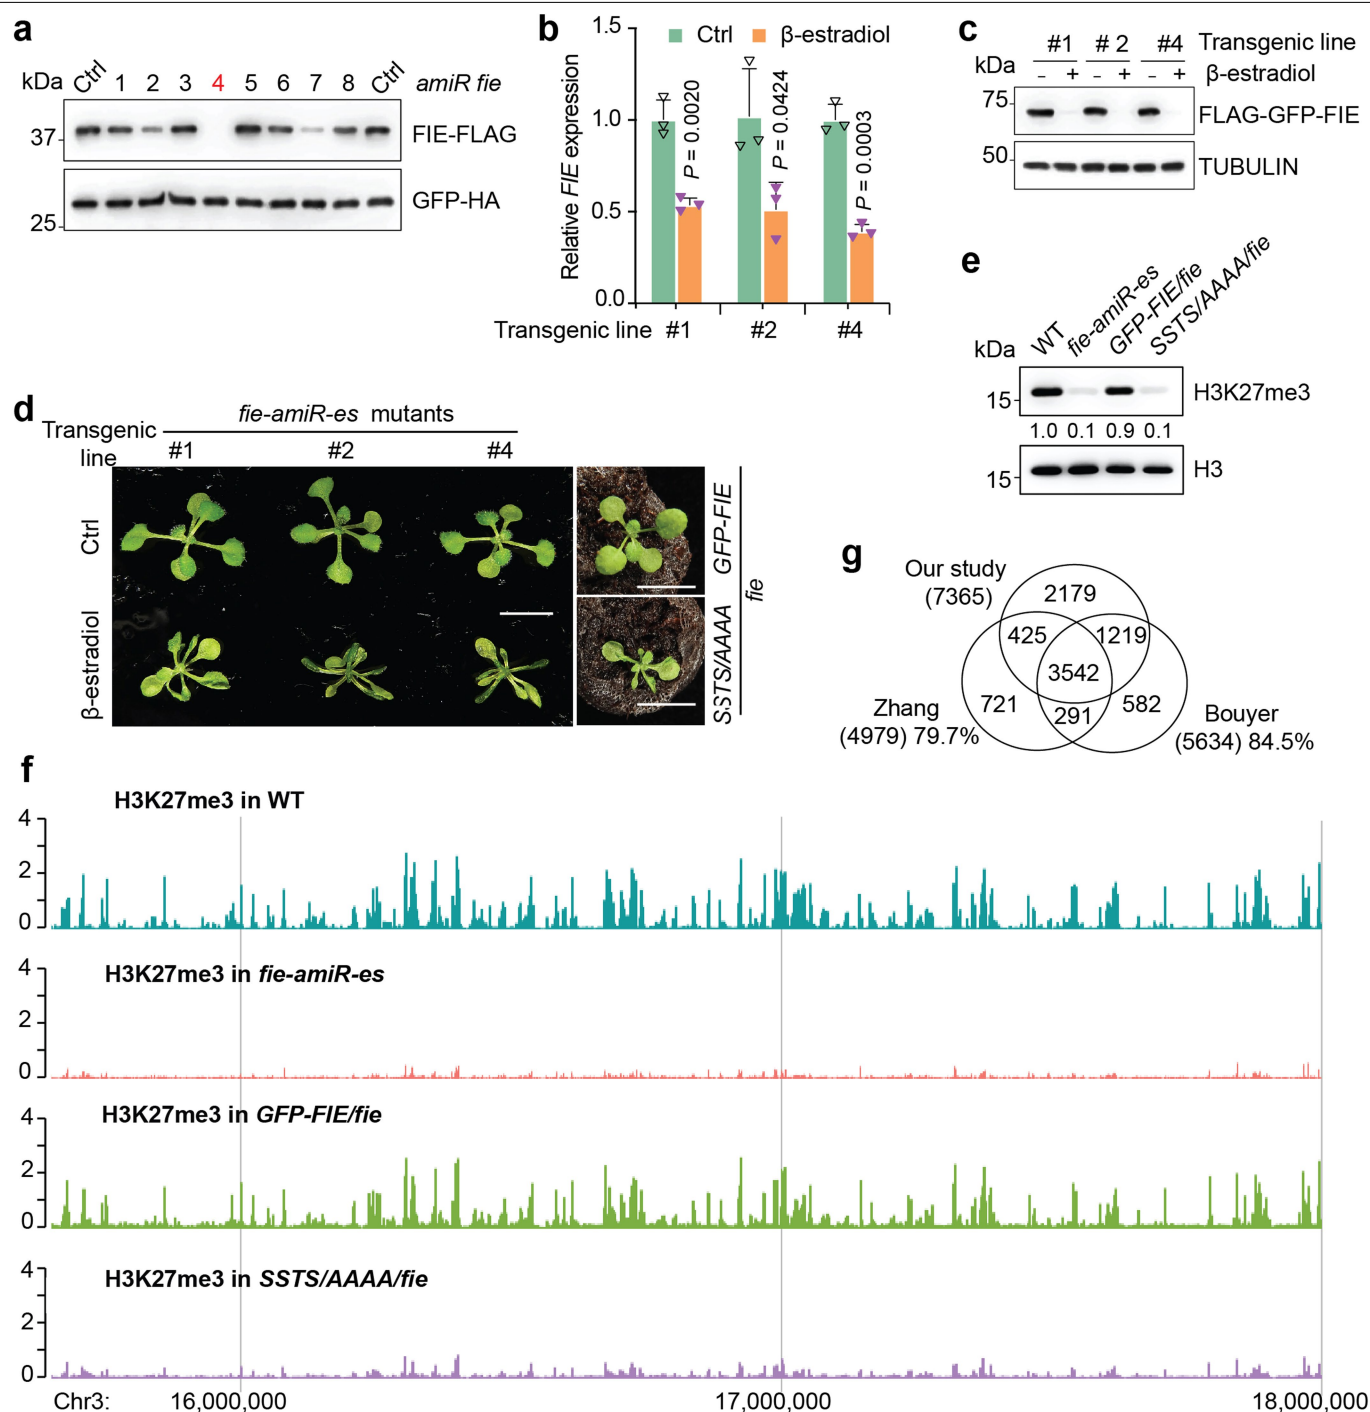 a
kDa Ctrl 1 2 3 4 5 6 7 8 Ctrl amiR fie
37 FIE-FLAG
GFP-HA
25
b
Ctrl β-estradiol
Relative FIE expression
1.5
1.0
0.5
0.0
P = 0.0020
P = 0.0424
P = 0.0003
Transgenic line #1 #2 #4
c
#1 # 2 #4 Transgenic line
kDa - + - + - + β-estradiol
75 FLAG-GFP-FIE
50 TUBULIN
d
fie-amiR-es mutants
Transgenic line #1 #2 #4
Ctrl
β-estradiol
GFP-FIE
SSTS/AAAA
fie
e
kDa WT fie-amiR-es GFP-FIE/fie SSTS/AAAA/fie
15 H3K27me3
1.0 0.1 0.9 0.1
15 H3
g
Our study
(7365)
2179
425 1219
3542
721 291 582
Zhang
(4979) 79.7%
Bouyer
(5634) 84.5%
f
H3K27me3 in WT
4
2
0
H3K27me3 in fie-amiR-es
4
2
0
H3K27me3 in GFP-FIE/fie
4
2
0
H3K27me3 in SSTS/AAAA/fie
4
2
0
Chr3: 16,000,000 17,000,000 18,000,000